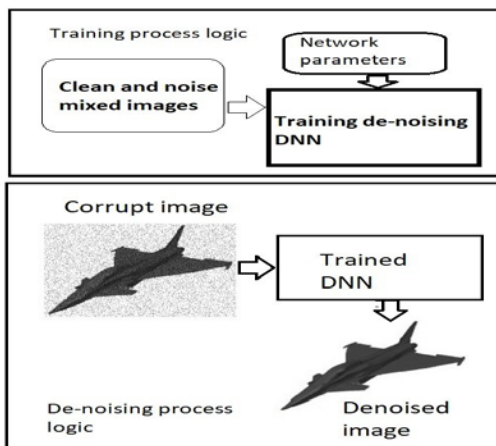 Training process logic
Network
parameters
Clean and noise
mixed images
Training de-noising
DNN
Corrupt image
Trained
DNN
De-noising process
logic
Denoised
image